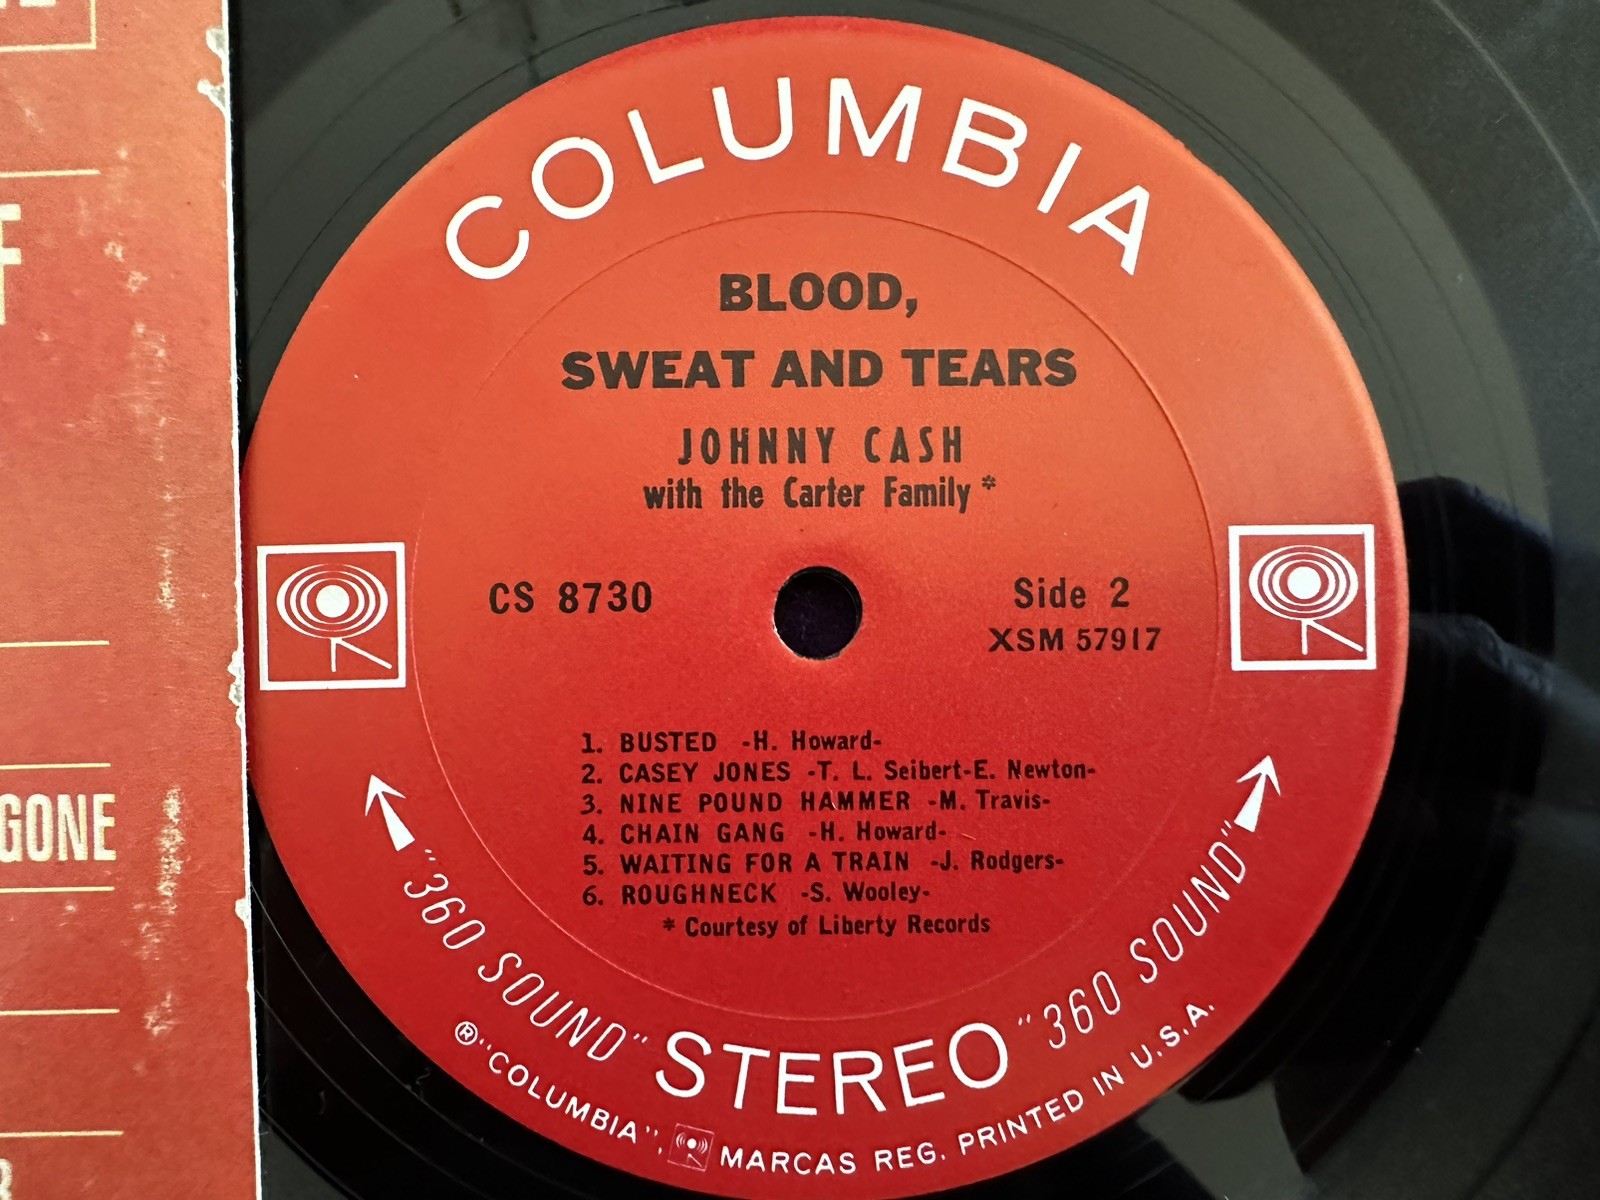 GONE
COLUMBIA
BLOOD,
SWEAT AND TEARS
JOHNNY CASH
with the Carter Family *
CS 8730
Side 2
XSM 57917
1. BUSTED -H. Howard-
2. CASEY JONES -T. L. Seibert-E. Newton-
3. NINE POUND HAMMER -M. Travis-
4. CHAIN GANG -H. Howard-
5. WAITING FOR A TRAIN -J. Rodgers-
6. ROUGHNECK -S. Wooley-
* Courtesy of Liberty Records
"360 SOUND" STEREO "360 SOUND"
® "COLUMBIA", MARCAS REG. PRINTED IN U.S.A.